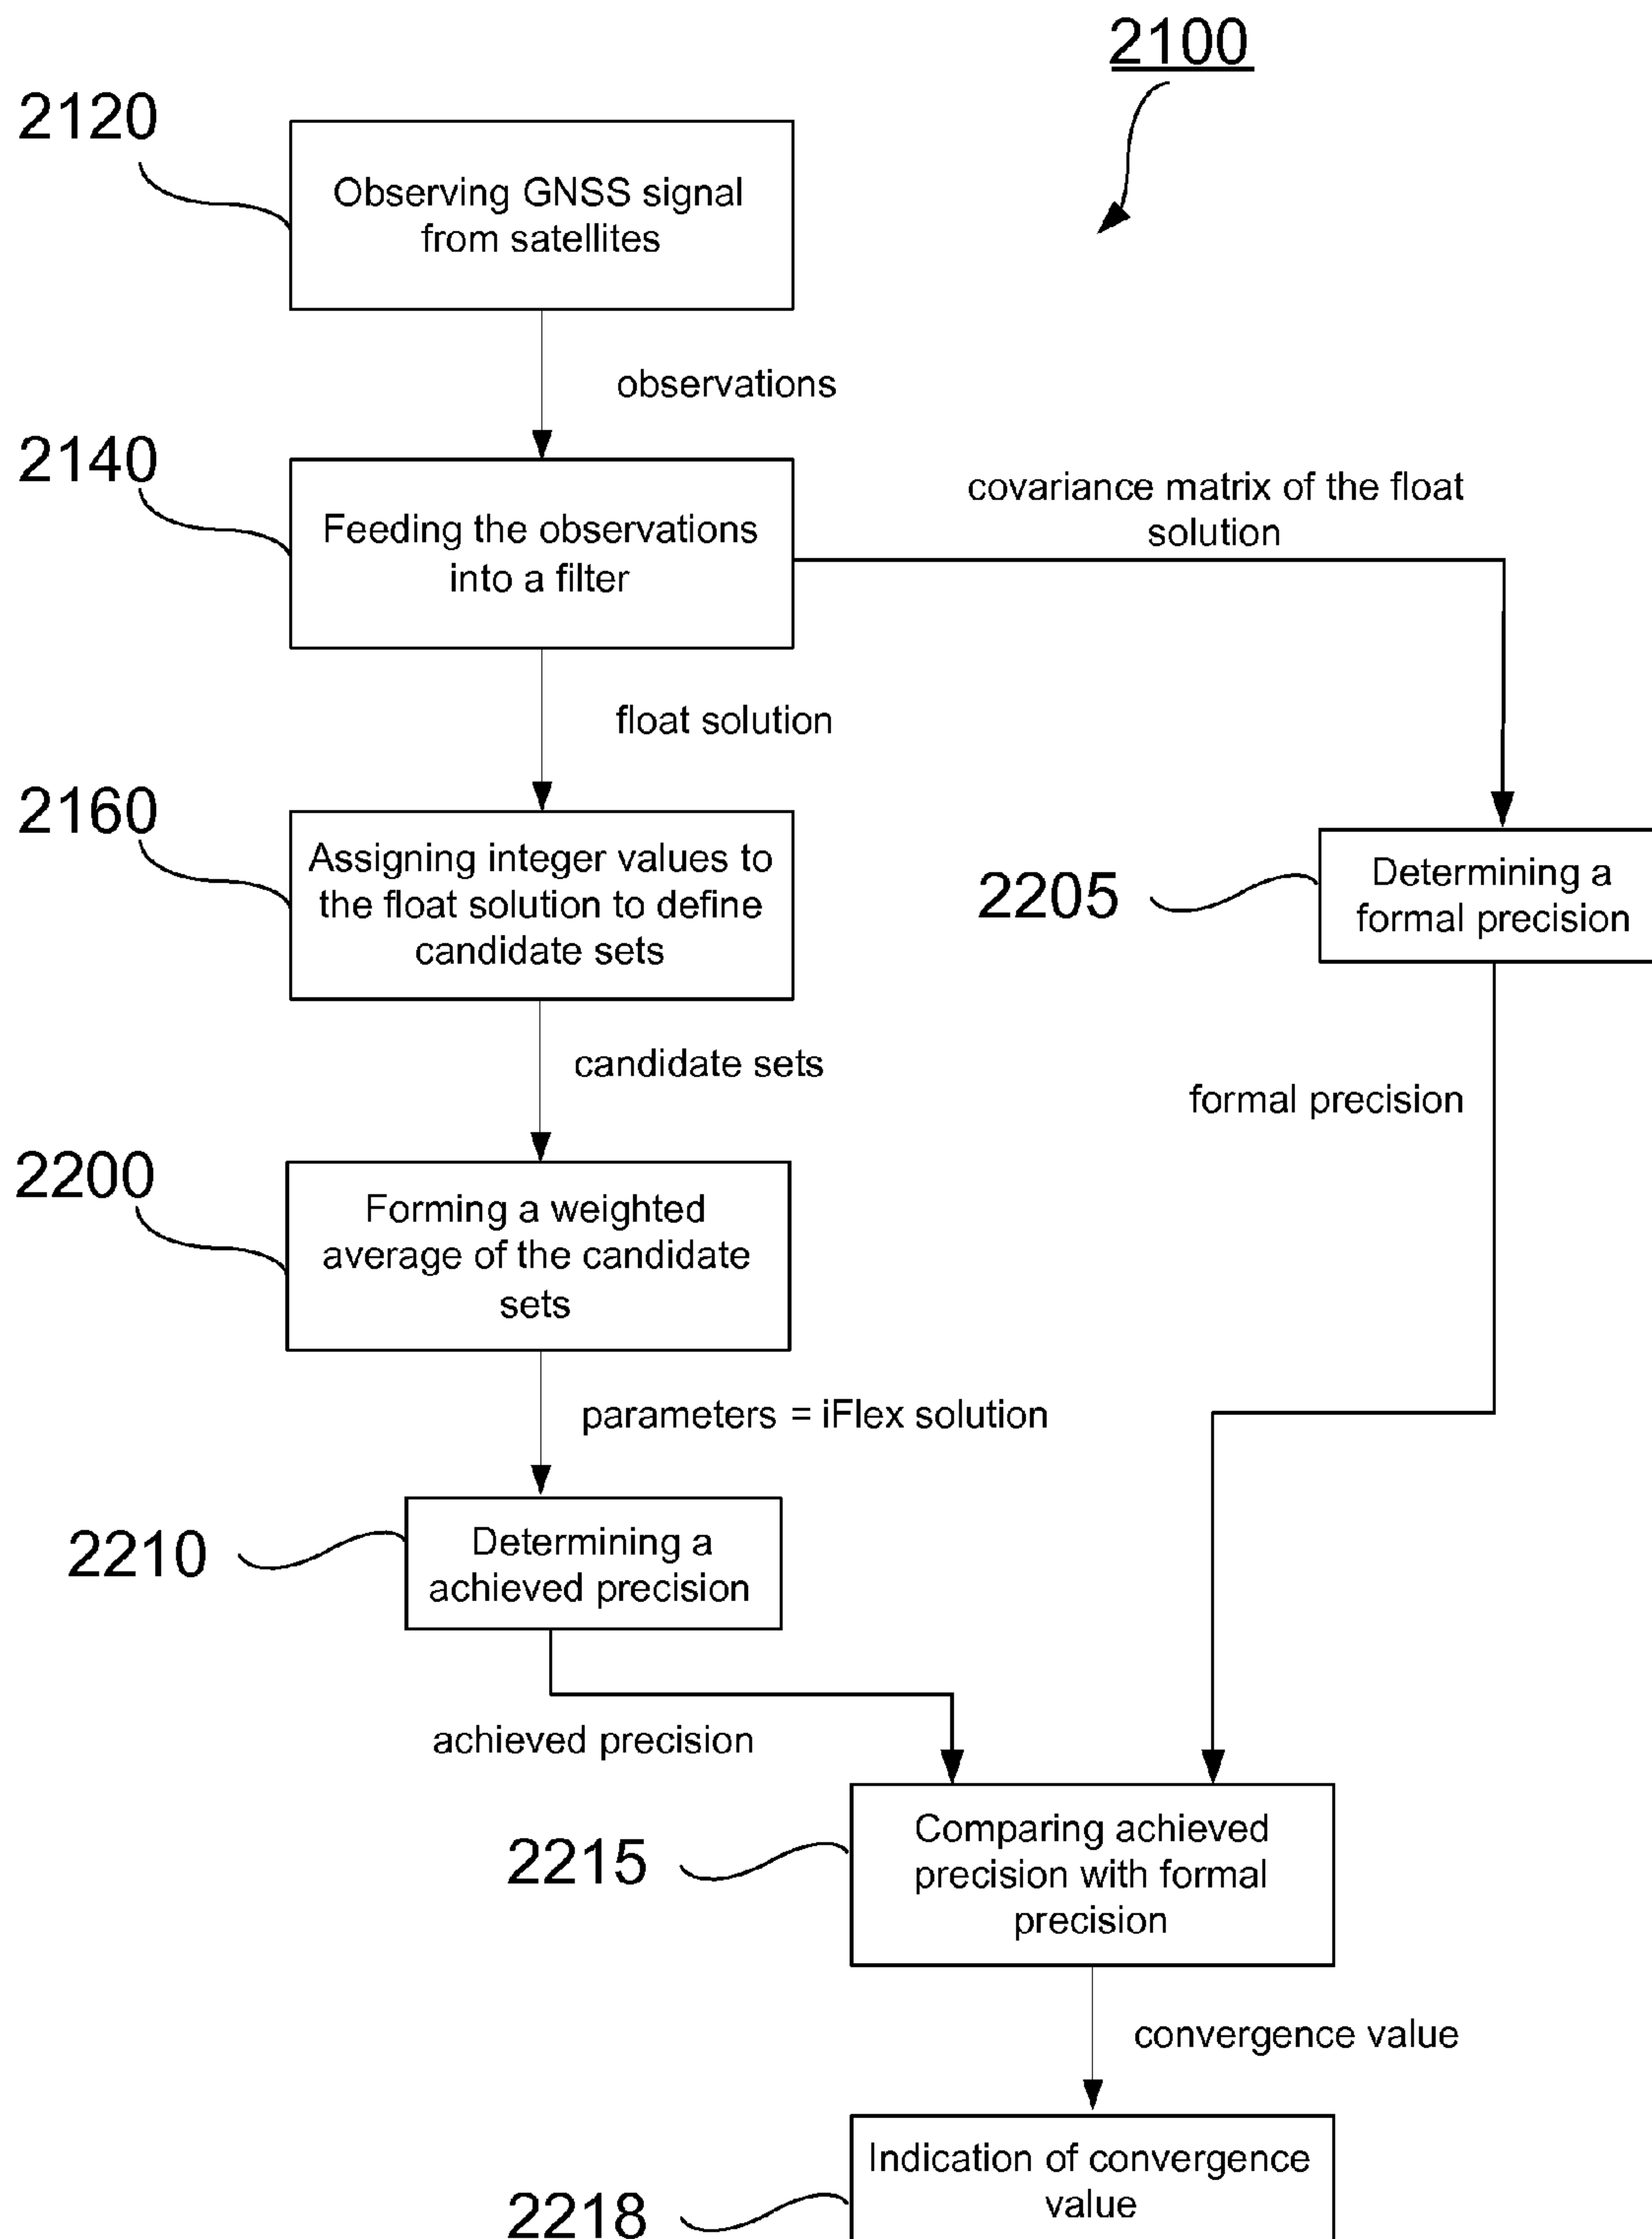 2100
2120
Observing GNSS signal
from satellites
observations
2140
Feeding the observations
into a filter
covariance matrix of the float
solution
float solution
2160
Assigning integer values to
the float solution to define
candidate sets
2205
Determining a
formal precision
candidate sets
formal precision
2200
Forming a weighted
average of the candidate
sets
parameters = iFlex solution
2210
Determining a
achieved precision
achieved precision
2215
Comparing achieved
precision with formal
precision
convergence value
2218
Indication of convergence
value